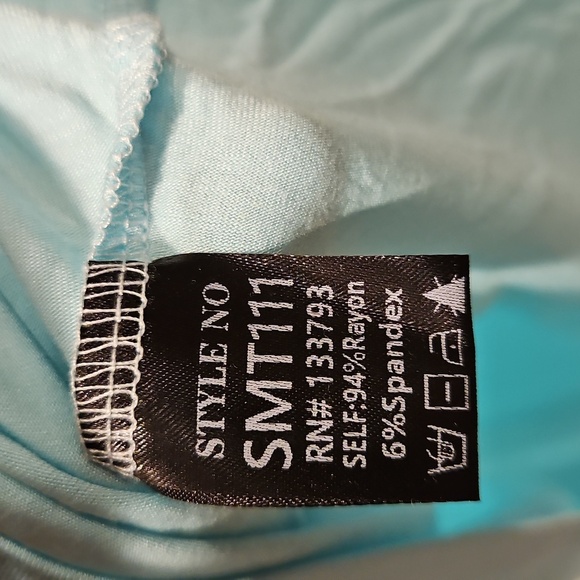 STYLE NO
SMT111
RN# 133793
SELF:94%Rayon
6%Spandex